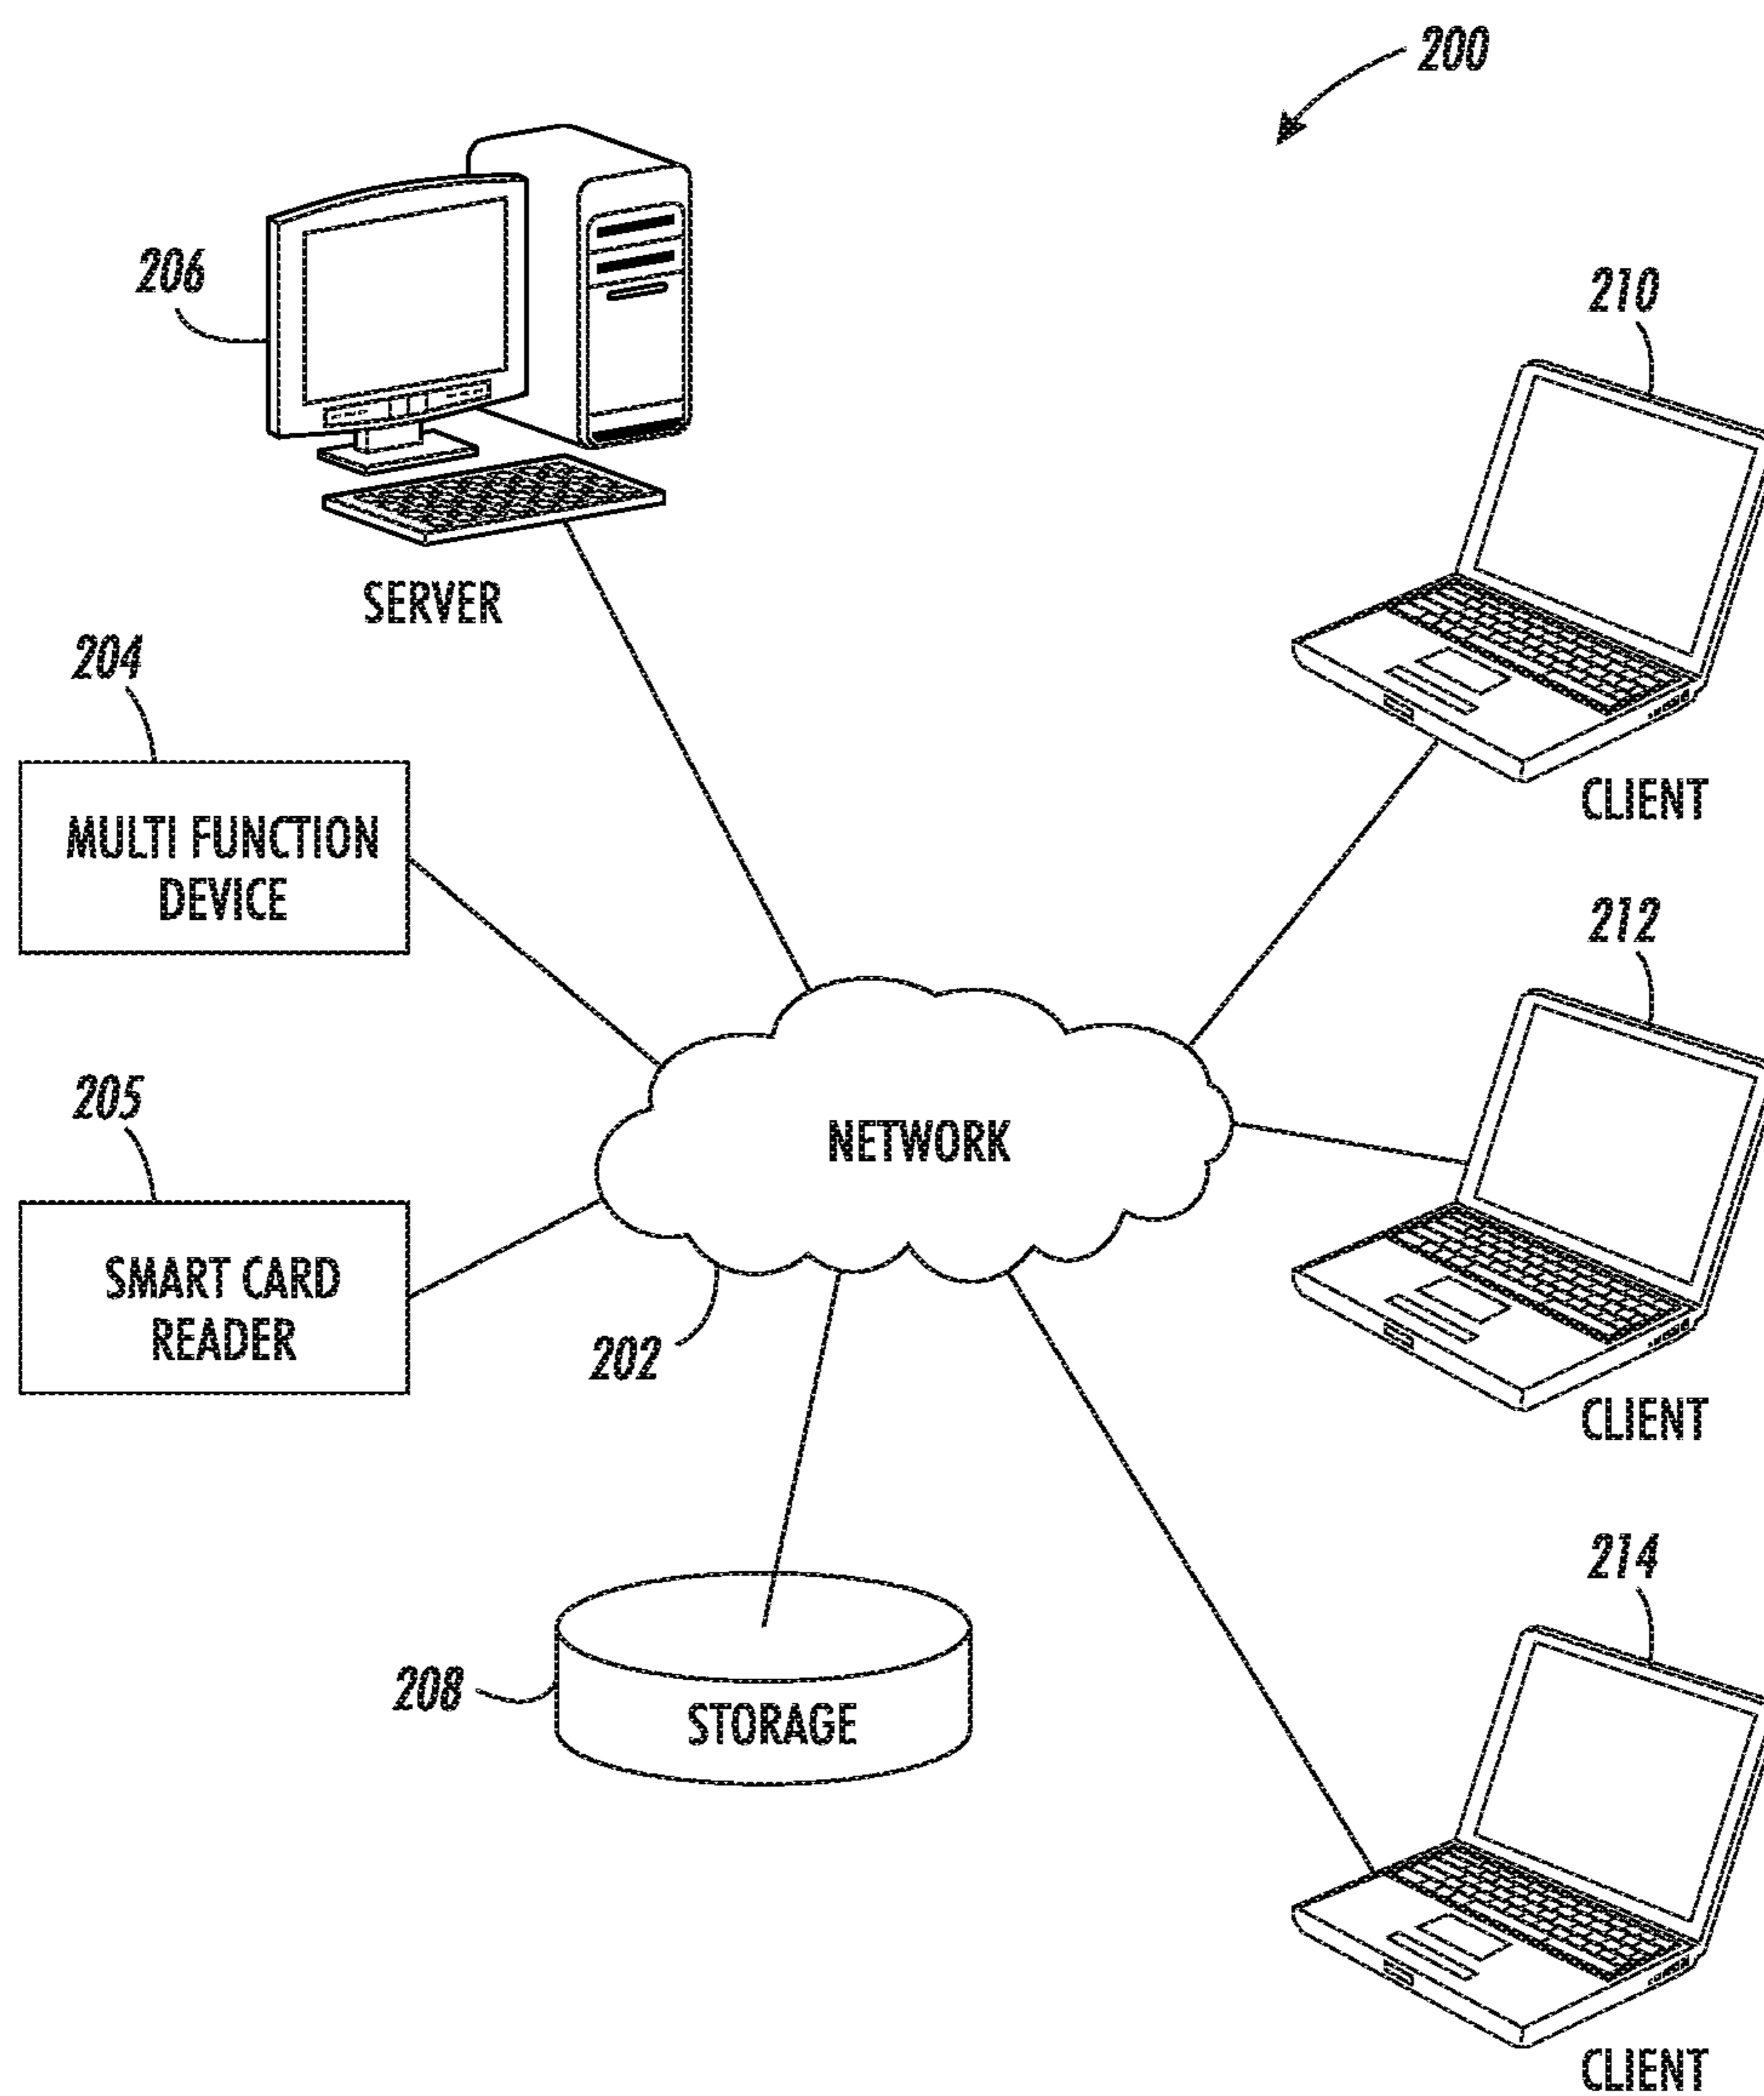 200
206
210
SERVER
204
MULTI FUNCTION
DEVICE
CLIENT
212
205
NETWORK
SMART CARD
READER
202
CLIENT
214
208
STORAGE
CLIENT